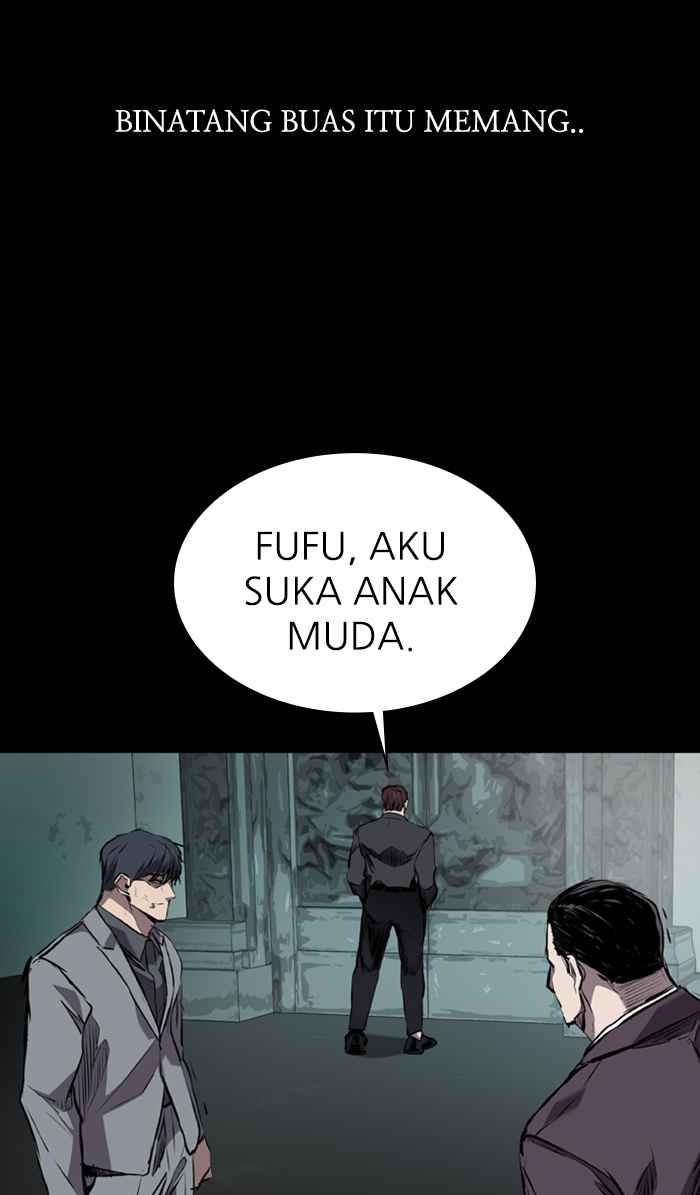 BINATANG BUAS ITU MEMANG..
FUFU, AKU
SUKA ANAK
MUDA.